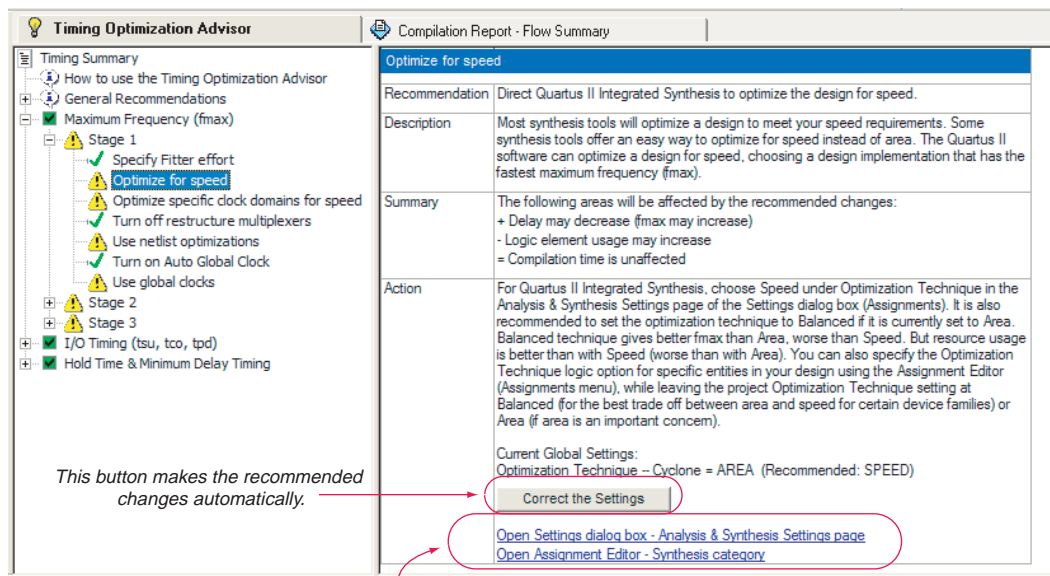 Timing Optimization Advisor
Compilation Report - Flow Summary
Timing Summary
How to use the Timing Optimization Advisor
General Recommendations
Maximum Frequency (fmax)
Stage 1
Specify Fitter effort
Optimize for speed
Optimize specific clock domains for speed
Turn off restructure multiplexers
Use netlist optimizations
Turn on Auto Global Clock
Use global clocks
Stage 2
Stage 3
I/O Timing (tsu, tco, tpd)
Hold Time & Minimum Delay Timing
This button makes the recommended
changes automatically.
Optimize for speed
Recommendation Direct Quartus II Integrated Synthesis to optimize the design for speed.
Description Most synthesis tools will optimize a design to meet your speed requirements. Some
synthesis tools offer an easy way to optimize for speed instead of area. The Quartus II
software can optimize a design for speed, choosing a design implementation that has the
fastest maximum frequency (fmax).
Summary The following areas will be affected by the recommended changes:
+ Delay may decrease (fmax may increase)
- Logic element usage may increase
= Compilation time is unaffected
Action For Quartus II Integrated Synthesis, choose Speed under Optimization Technique in the
Analysis & Synthesis Settings page of the Settings dialog box (Assignments). It is also
recommended to set the optimization technique to Balanced if it is currently set to Area.
Balanced technique gives better fmax than Area, worse than Speed. But resource usage
is better than with Speed (worse than with Area). You can also specify the Optimization
Technique logic option for specific entities in your design using the Assignment Editor
(Assignments menu), while leaving the project Optimization Technique setting at
Balanced (for the best trade off between area and speed for certain device families) or
Area (if area is an important concern).
Current Global Settings:
Optimization Technique -- Cyclone = AREA (Recommended: SPEED)
Correct the Settings
Open Settings dialog box - Analysis & Synthesis Settings page
Open Assignment Editor - Synthesis category